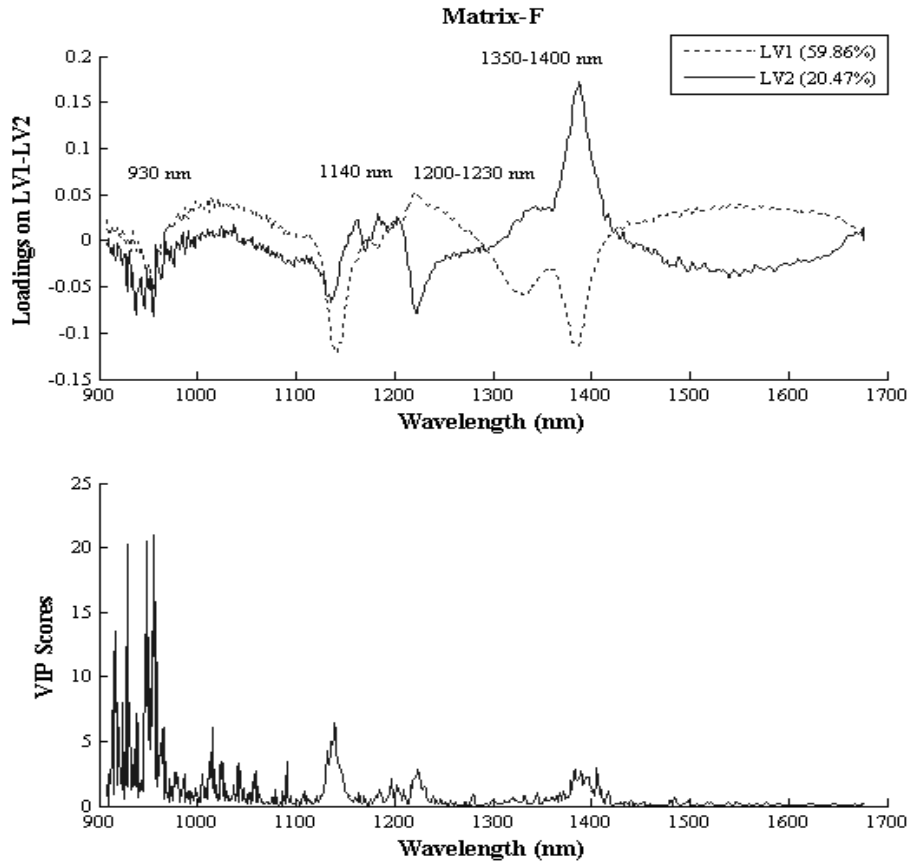 Matrix-F
LV1 (59.86%)
LV2 (20.47%)
1350-1400 nm
930 nm
1140 nm
1200-1230 nm
Loadings on LV1-LV2
0.2
0.15
0.1
0.05
0
-0.05
-0.1
-0.15
900 1000 1100 1200 1300 1400 1500 1600 1700
Wavelength (nm)
VIP Scores
25
20
15
10
5
0
900 1000 1100 1200 1300 1400 1500 1600 1700
Wavelength (nm)